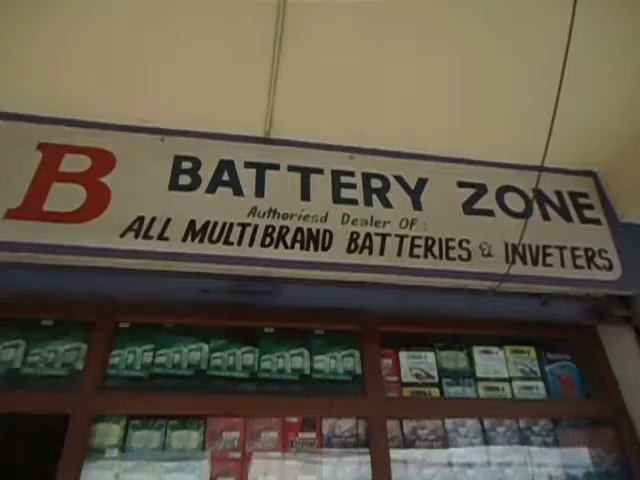 B
BATTERY ZONE
Authoriesd Dealer OF:
ALL MULTIBRAND BATTERIES & INVETERS